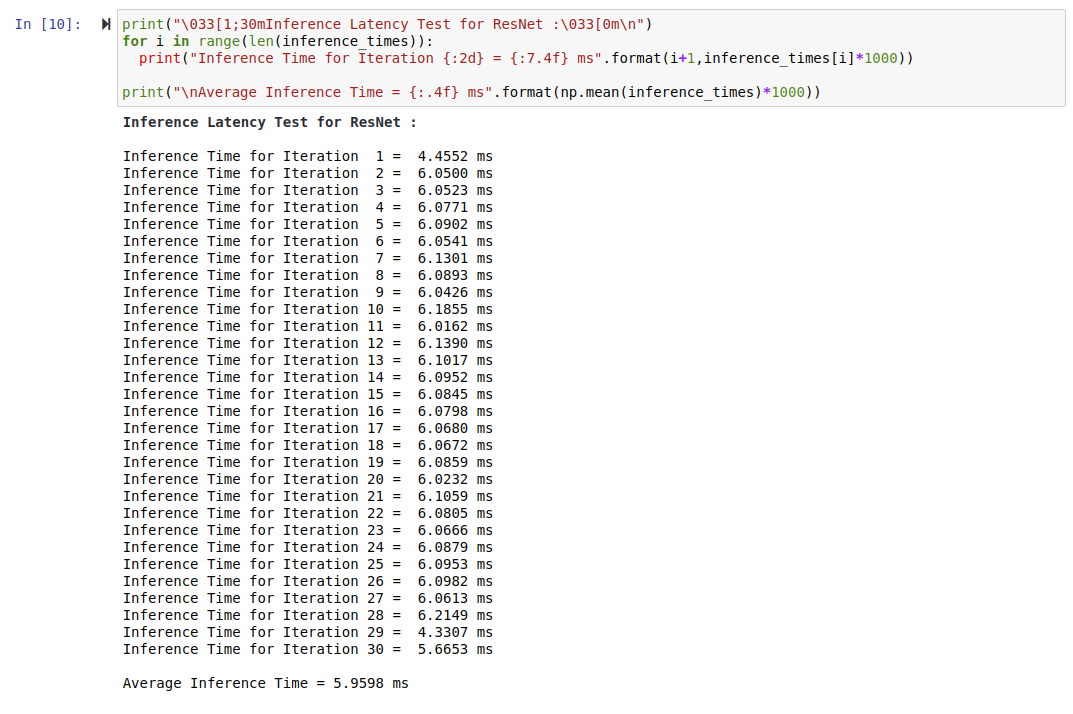 In [10]: print("\033[1;30mInference Latency Test for ResNet :\033[0m\n")
for i in range(len(inference_times)):
  print("Inference Time for Iteration {:2d} = {:7.4f} ms".format(i+1,inference_times[i]*1000))

print("\nAverage Inference Time = {:.4f} ms".format(np.mean(inference_times)*1000))
Inference Latency Test for ResNet :

Inference Time for Iteration  1 =  4.4552 ms
Inference Time for Iteration  2 =  6.0500 ms
Inference Time for Iteration  3 =  6.0523 ms
Inference Time for Iteration  4 =  6.0771 ms
Inference Time for Iteration  5 =  6.0902 ms
Inference Time for Iteration  6 =  6.0541 ms
Inference Time for Iteration  7 =  6.1301 ms
Inference Time for Iteration  8 =  6.0893 ms
Inference Time for Iteration  9 =  6.0426 ms
Inference Time for Iteration 10 =  6.1855 ms
Inference Time for Iteration 11 =  6.0162 ms
Inference Time for Iteration 12 =  6.1390 ms
Inference Time for Iteration 13 =  6.1017 ms
Inference Time for Iteration 14 =  6.0952 ms
Inference Time for Iteration 15 =  6.0845 ms
Inference Time for Iteration 16 =  6.0798 ms
Inference Time for Iteration 17 =  6.0680 ms
Inference Time for Iteration 18 =  6.0672 ms
Inference Time for Iteration 19 =  6.0859 ms
Inference Time for Iteration 20 =  6.0232 ms
Inference Time for Iteration 21 =  6.1059 ms
Inference Time for Iteration 22 =  6.0805 ms
Inference Time for Iteration 23 =  6.0666 ms
Inference Time for Iteration 24 =  6.0879 ms
Inference Time for Iteration 25 =  6.0953 ms
Inference Time for Iteration 26 =  6.0982 ms
Inference Time for Iteration 27 =  6.0613 ms
Inference Time for Iteration 28 =  6.2149 ms
Inference Time for Iteration 29 =  4.3307 ms
Inference Time for Iteration 30 =  5.6653 ms

Average Inference Time = 5.9598 ms